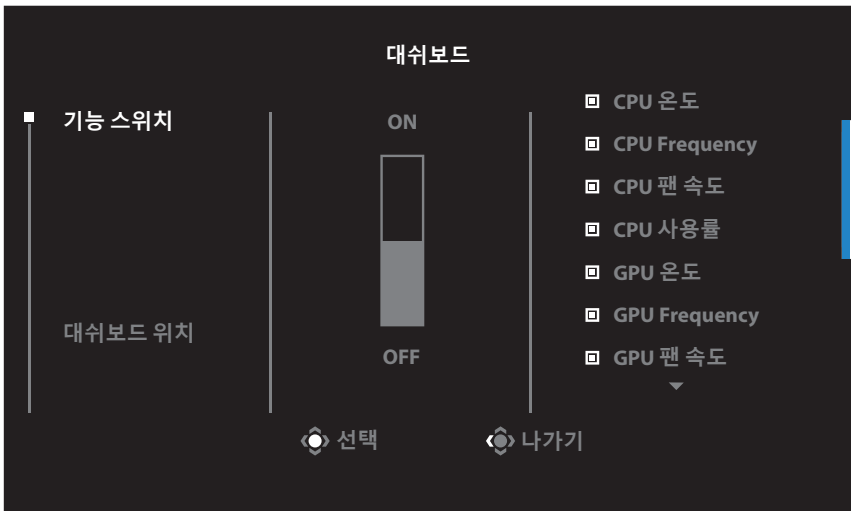 대쉬보드
기능 스위치
대쉬보드 위치
ON
OFF
CPU 온도
CPU Frequency
CPU 팬 속도
CPU 사용률
GPU 온도
GPU Frequency
GPU 팬 속도
선택
나가기